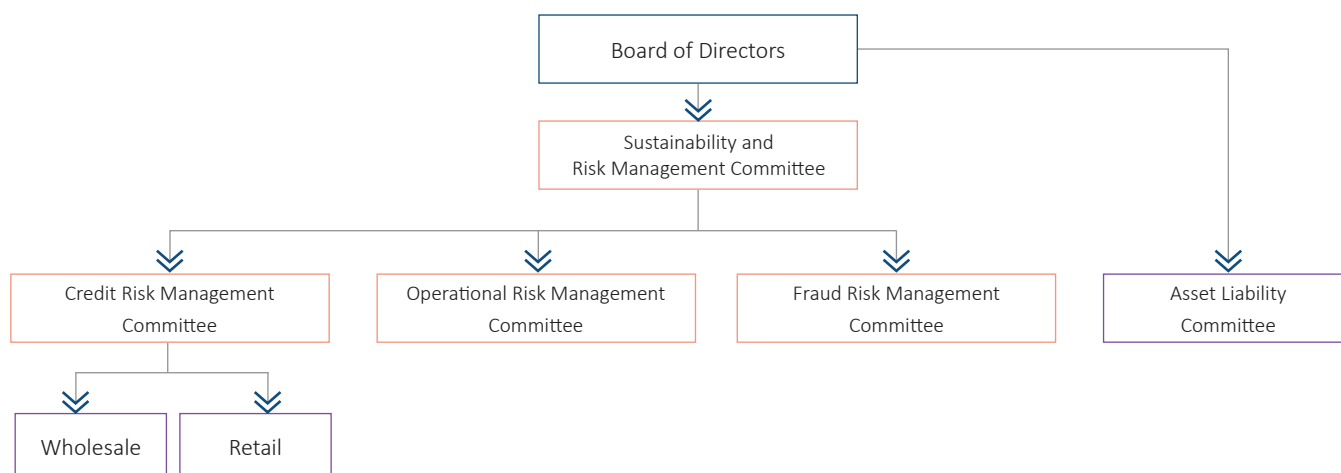 Board of Directors
Sustainability and
Risk Management Committee
Credit Risk Management
Committee
Operational Risk Management
Committee
Fraud Risk Management
Committee
Asset Liability
Committee
Wholesale
Retail